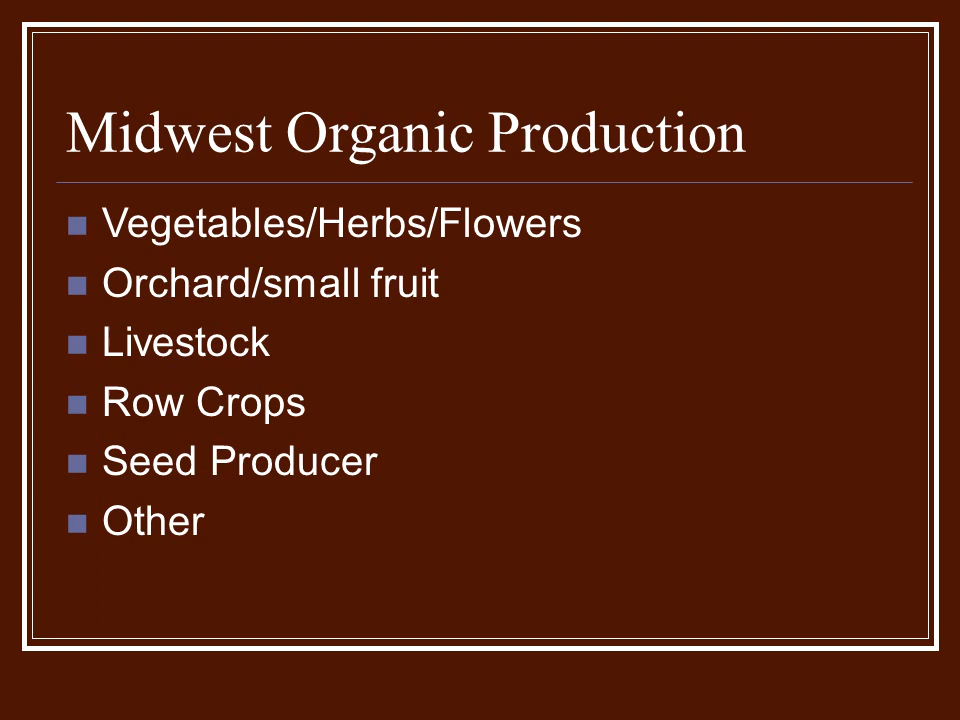 Midwest Organic Production
Vegetables/Herbs/Flowers
Orchard/small fruit
Livestock
Row Crops
Seed Producer
Other